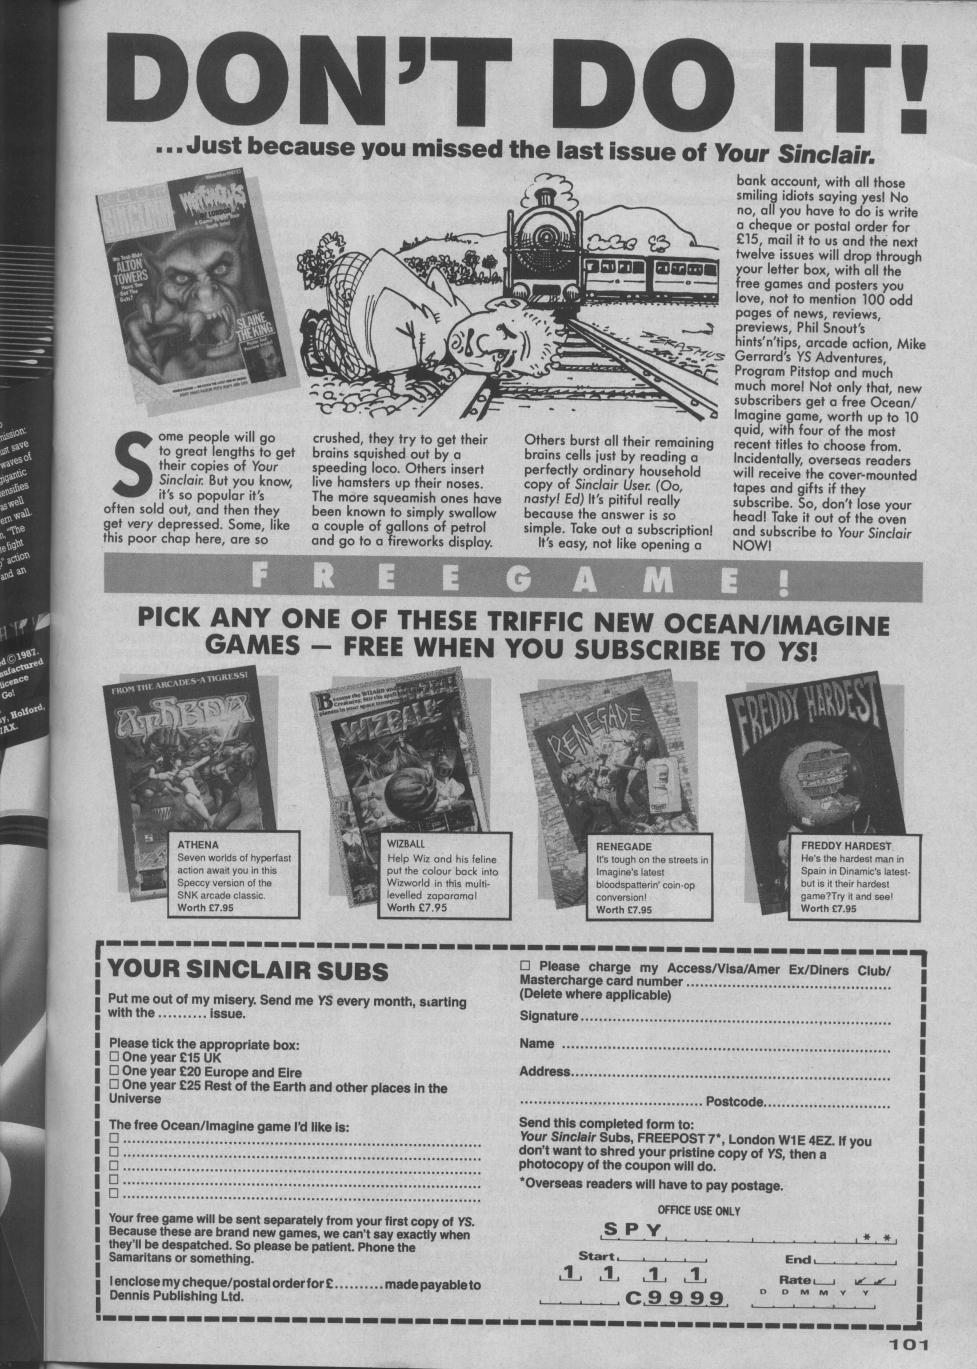 DON'T DO IT!
...Just because you missed the last issue of Your Sinclair.
YOUR
SINCLAIR
WEREWOLVES
OF LONDON
We Test-Ride
ALTON
TOWERS
Have You
Got The
Guts?
SLAINE
THE KING
ERASMUS
Some people will go
to great lengths to get
their copies of Your
Sinclair. But you know,
it's so popular it's
often sold out, and then they
get very depressed. Some, like
this poor chap here, are so
crushed, they try to get their
brains squished out by a
speeding loco. Others insert
live hamsters up their noses.
The more squeamish ones have
been known to simply swallow
a couple of gallons of petrol
and go to a fireworks display.
Others burst all their remaining
brains cells just by reading a
perfectly ordinary household
copy of Sinclair User. (Oo,
nasty! Ed) It's pitiful really
because the answer is so
simple. Take out a subscription!
It's easy, not like opening a
bank account, with all those
smiling idiots saying yes! No
no, all you have to do is write
a cheque or postal order for
£15, mail it to us and the next
twelve issues will drop through
your letter box, with all the
free games and posters you
love, not to mention 100 odd
pages of news, reviews,
previews, Phil Snout's
hints'n'tips, arcade action, Mike
Gerrard's YS Adventures,
Program Pitstop and much
much more! Not only that, new
subscribers get a free Ocean/
Imagine game, worth up to 10
quid, with four of the most
recent titles to choose from.
Incidentally, overseas readers
will receive the cover-mounted
tapes and gifts if they
subscribe. So, don't lose your
head! Take it out of the oven
and subscribe to Your Sinclair
NOW!
FREE GAME!
PICK ANY ONE OF THESE TRIFFIC NEW OCEAN/IMAGINE
GAMES — FREE WHEN YOU SUBSCRIBE TO YS!
FROM THE ARCADES-A TIGRESS!
ATHENA
ATHENA
Seven worlds of hyperfast
action await you in this
Speccy version of the
SNK arcade classic.
Worth £7.95
WIZBALL
WIZBALL
Help Wiz and his feline
put the colour back into
Wizworld in this multi-
levelled zaparama!
Worth £7.95
RENEGADE
RENEGADE
It's tough on the streets in
Imagine's latest
bloodspatterin' coin-op
conversion!
Worth £7.95
FREDDY HARDEST
FREDDY HARDEST
He's the hardest man in
Spain in Dinamic's latest-
but is it their hardest
game?Try it and see!
Worth £7.95
YOUR SINCLAIR SUBS
Put me out of my misery. Send me YS every month, starting
with the .......... issue.
Please tick the appropriate box:
☐ One year £15 UK
☐ One year £20 Europe and Eire
☐ One year £25 Rest of the Earth and other places in the
Universe
The free Ocean/Imagine game I'd like is:
☐ ..........
☐ ..........
☐ ..........
☐ ..........
☐ ..........
Your free game will be sent separately from your first copy of YS.
Because these are brand new games, we can't say exactly when
they'll be despatched. So please be patient. Phone the
Samaritans or something.
I enclose my cheque/postal order for £.......... made payable to
Dennis Publishing Ltd.
☐ Please charge my Access/Visa/Amer Ex/Diners Club/
Mastercharge card number ..........
(Delete where applicable)
Signature..........
Name ..........
Address..........
.......... Postcode..........
Send this completed form to:
Your Sinclair Subs, FREEPOST 7*, London W1E 4EZ. If you
don't want to shred your pristine copy of YS, then a
photocopy of the coupon will do.
*Overseas readers will have to pay postage.
OFFICE USE ONLY
SPY * *
Start End
1 1 1 1 Rate
D D M M Y Y
C9999
101